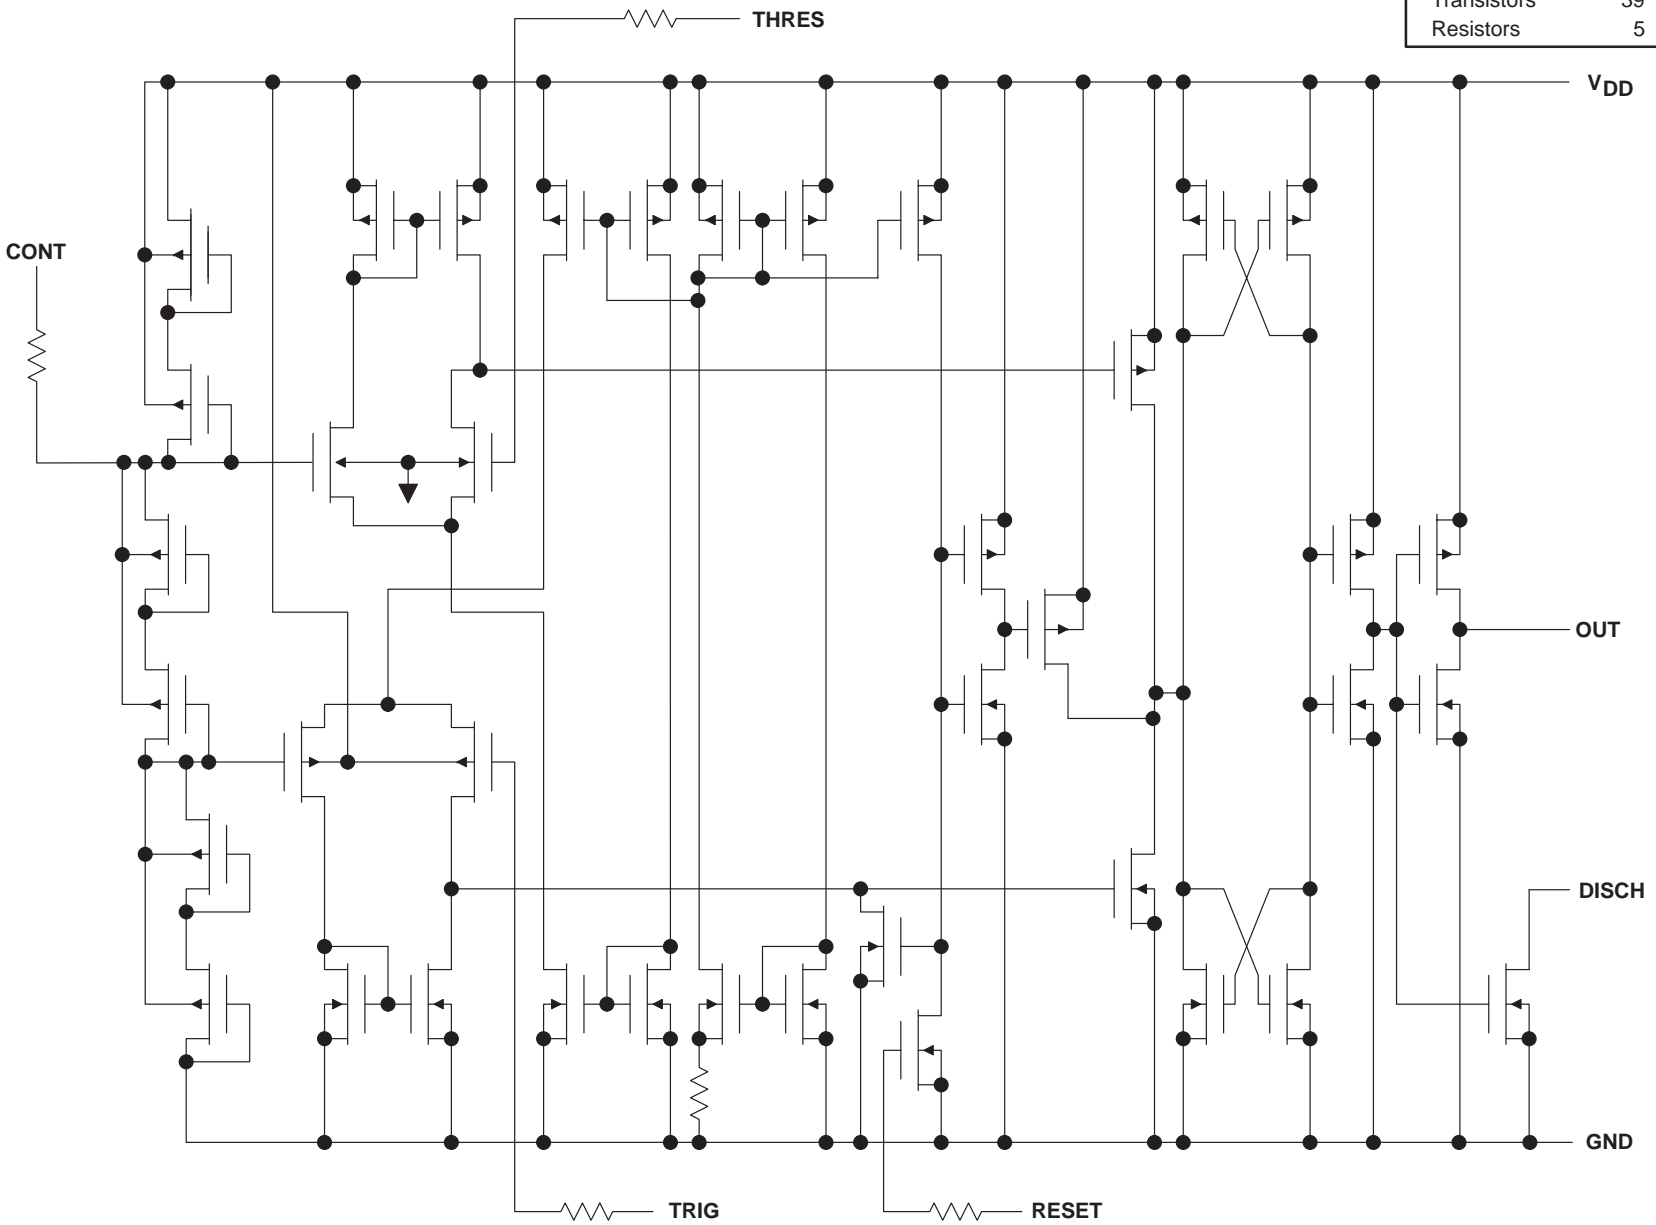 THRES
Transistors 39
Resistors 5
VDD
CONT
OUT
DISCH
GND
TRIG
RESET